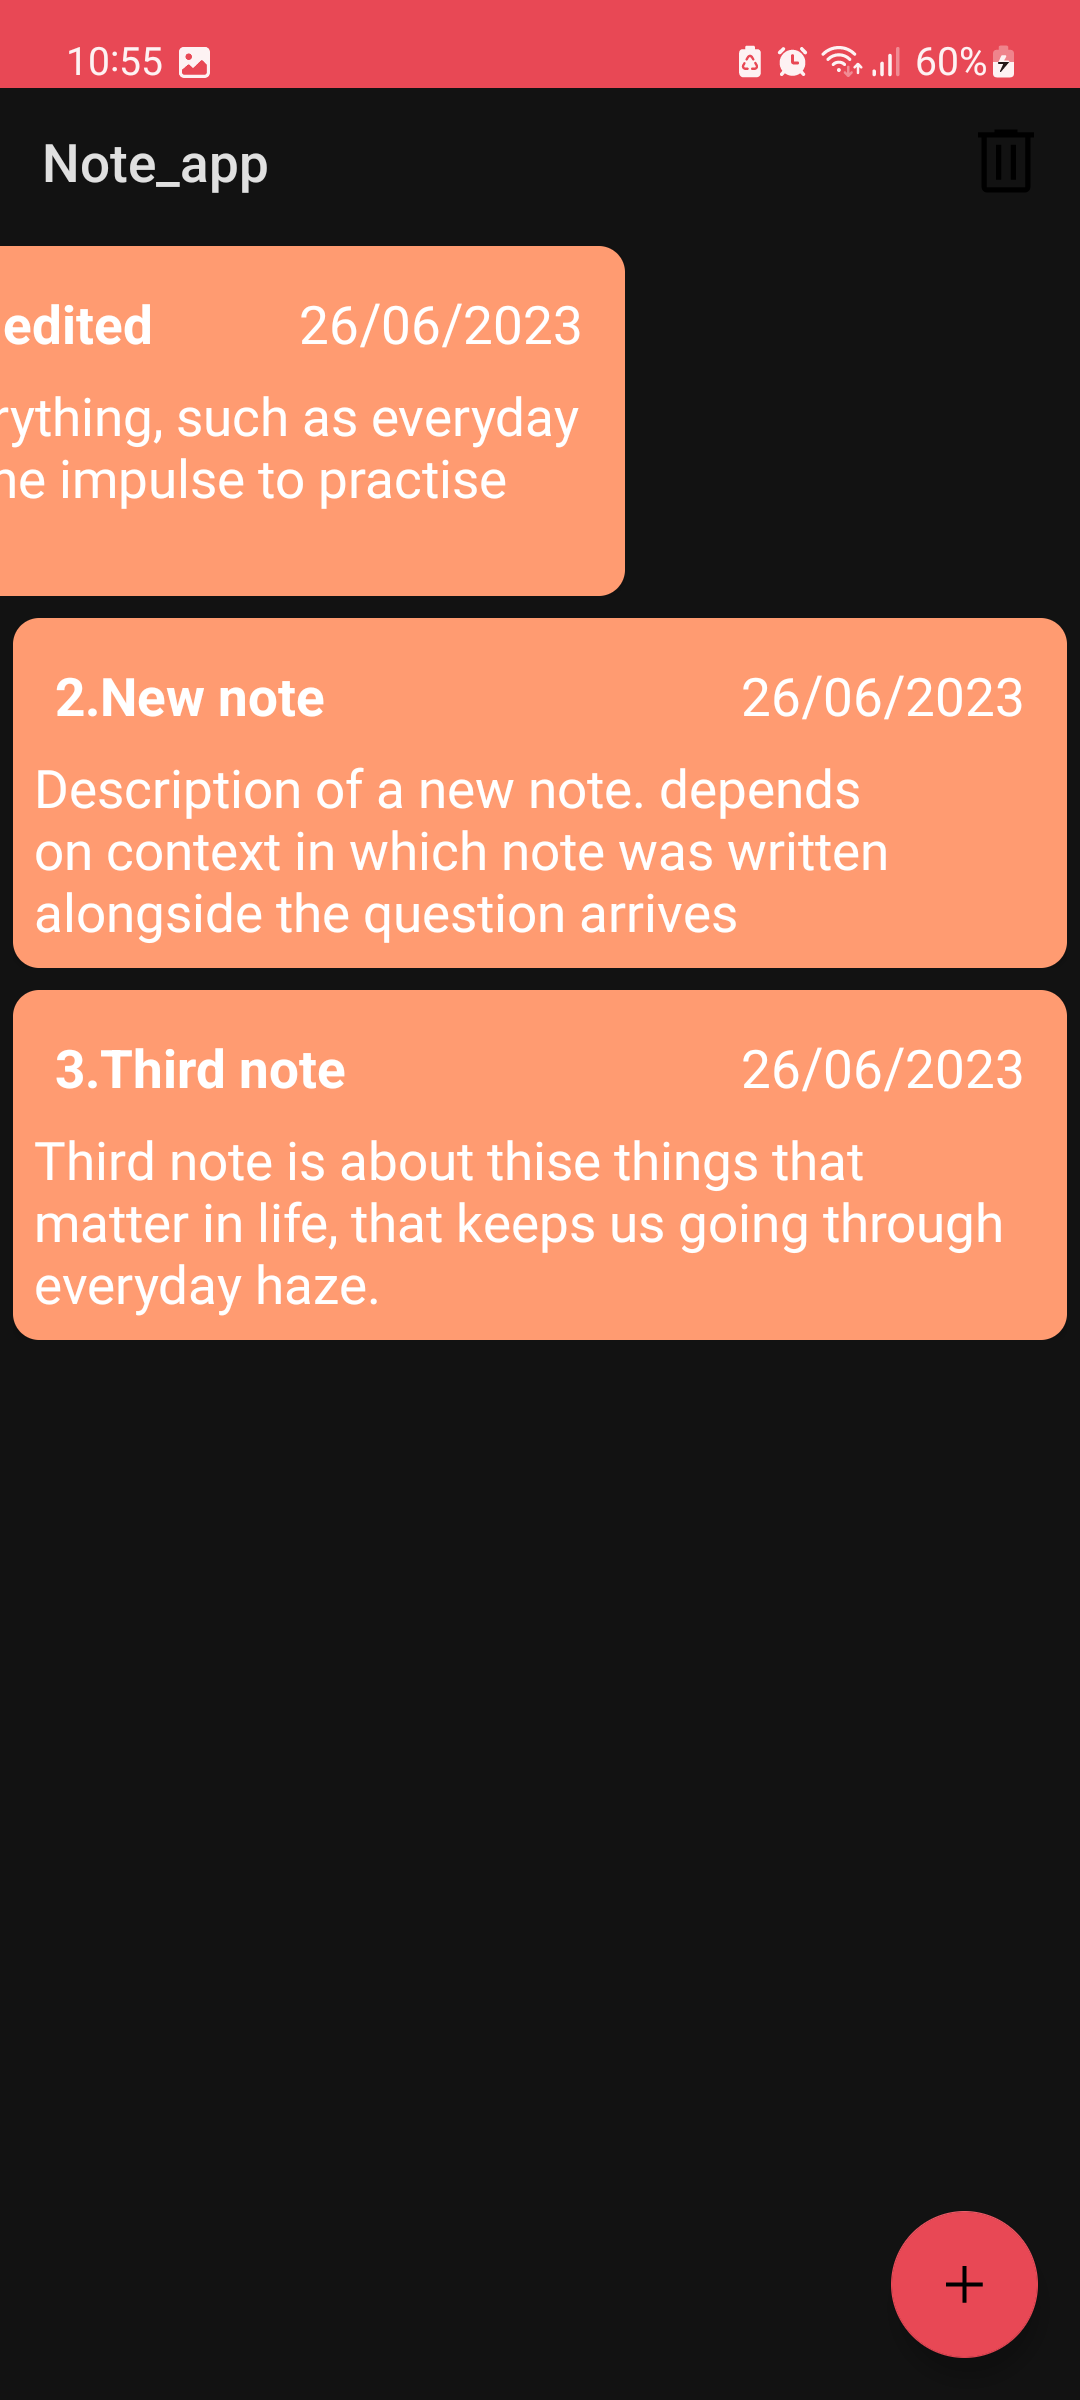 10:55
60%
Note_app
edited 26/06/2023
rything, such as everyday
impulse to practise
2.New note 26/06/2023
Description of a new note. depends
on context in which note was written
alongside the question arrives
3.Third note 26/06/2023
Third note is about thise things that
matter in life, that keeps us going through
everyday haze.